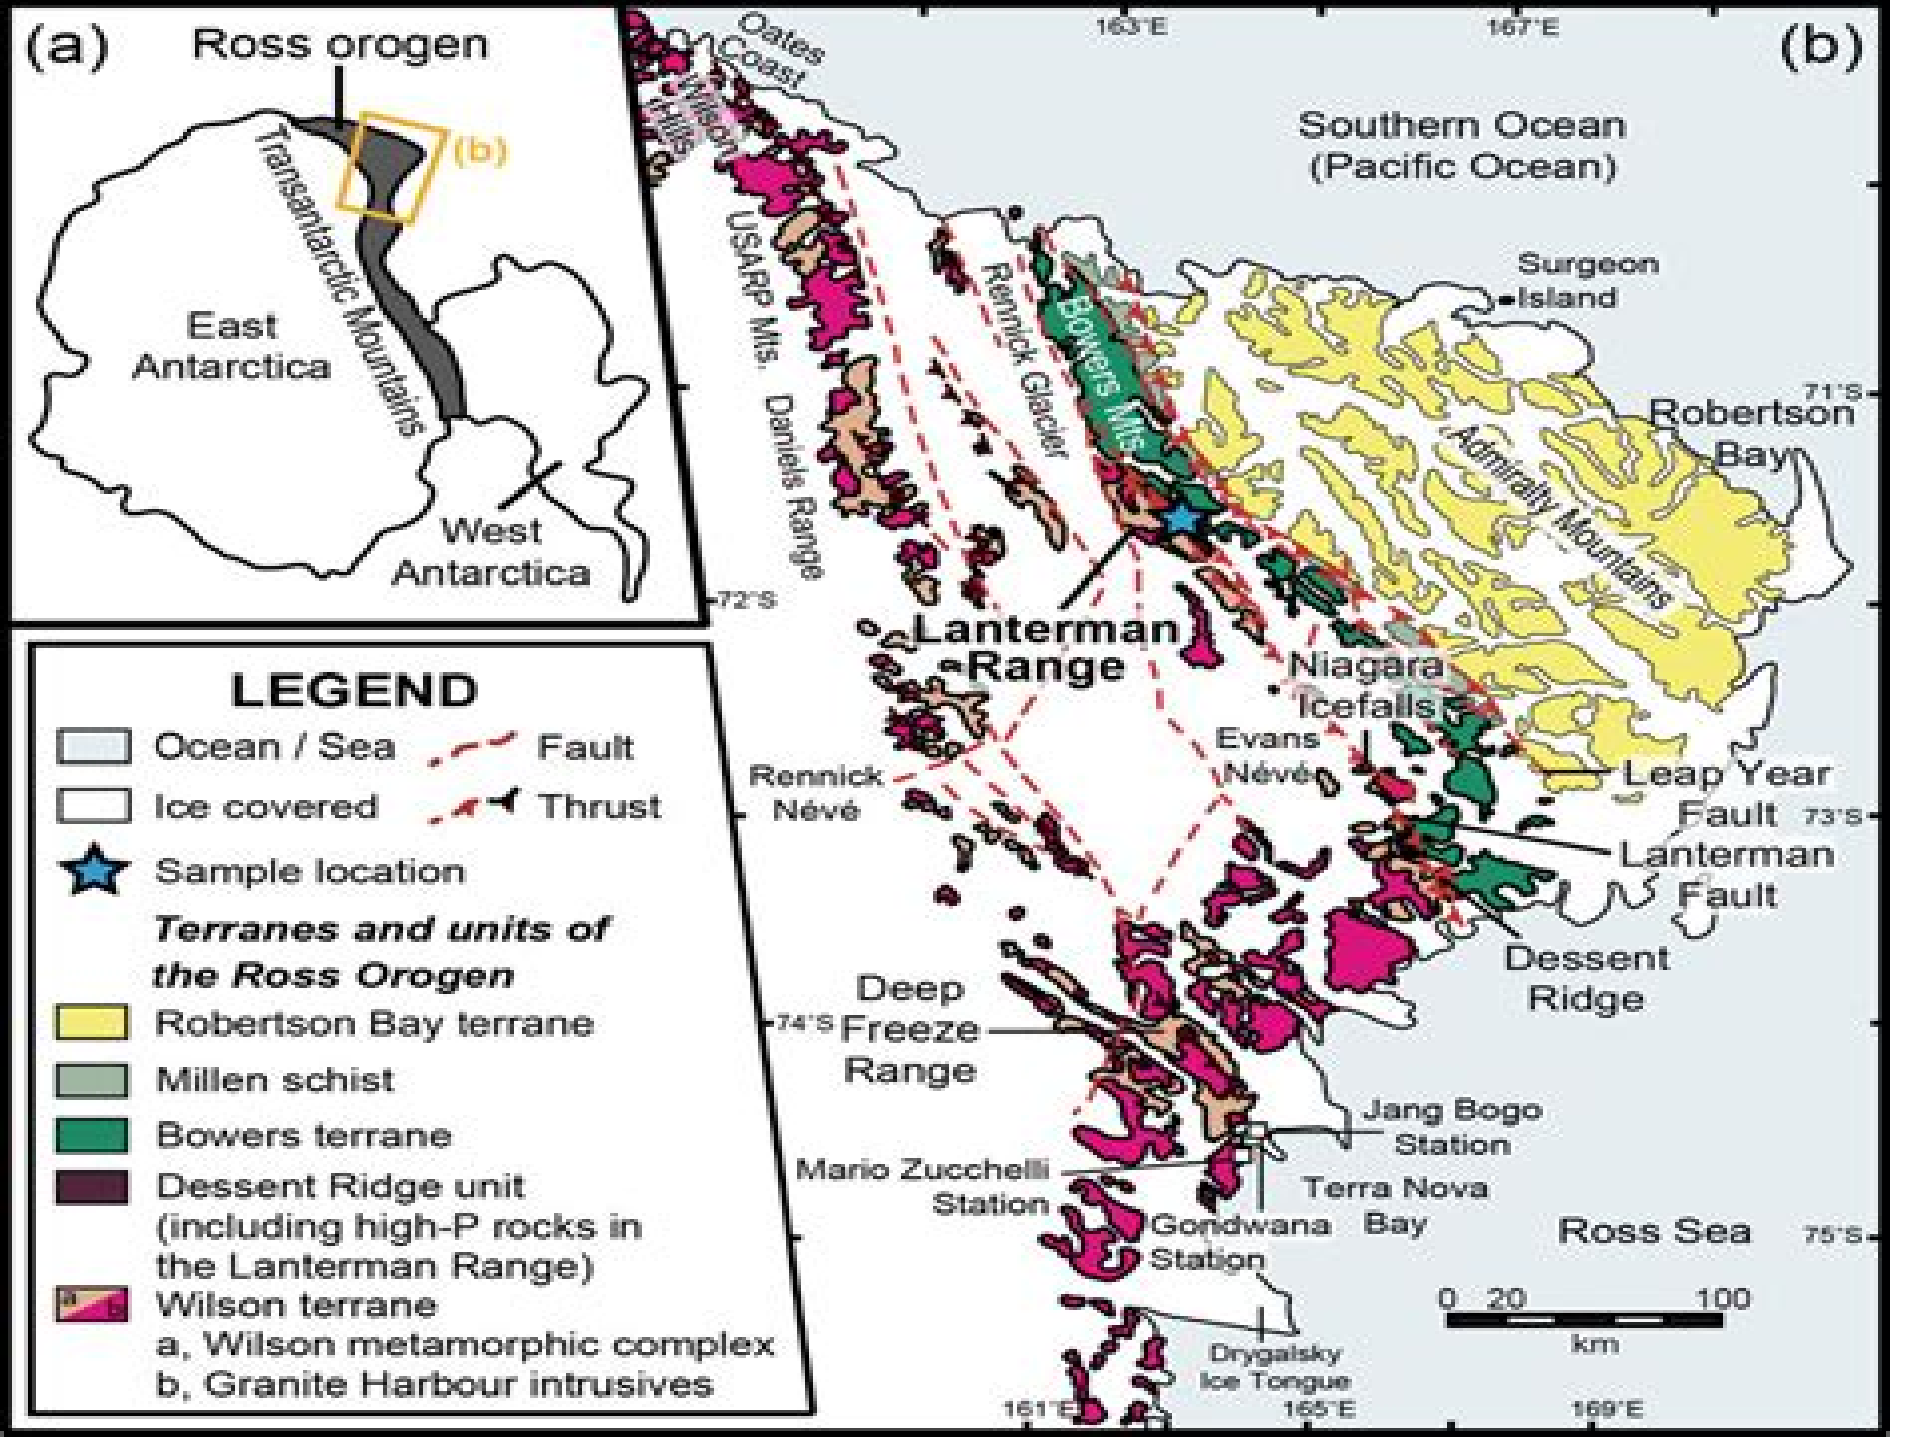 (a)
Ross orogen
(b)
Transantarctic Mountains
East
Antarctica
West
Antarctica
LEGEND
Ocean / Sea
Fault
Ice covered
Thrust
Sample location
Terranes and units of
the Ross Orogen
Robertson Bay terrane
Millen schist
Bowers terrane
Dessent Ridge unit
(including high-P rocks in
the Lanterman Range)
a
b
Wilson terrane
a, Wilson metamorphic complex
b, Granite Harbour intrusives
(b)
163°E
167°E
Oates
Coast
Wilson
Hills
Southern Ocean
(Pacific Ocean)
USARP Mts.
Rennick Glacier
Bowers Mts.
Surgeon
Island
71°S
Robertson
Bay
Daniels Range
Admiralty Mountains
72°S
Lanterman
Range
Niagara
Icefalls
Evans
Névé
Rennick
Névé
Leap Year
Fault
73°S
Lanterman
Fault
Dessent
Ridge
Deep
Freeze
Range
74°S
Jang Bogo
Station
Mario Zucchelli
Station
Terra Nova
Bay
Gondwana
Station
Ross Sea
75°S
0 20 100
km
Drygalsky
Ice Tongue
161°E
165°E
169°E